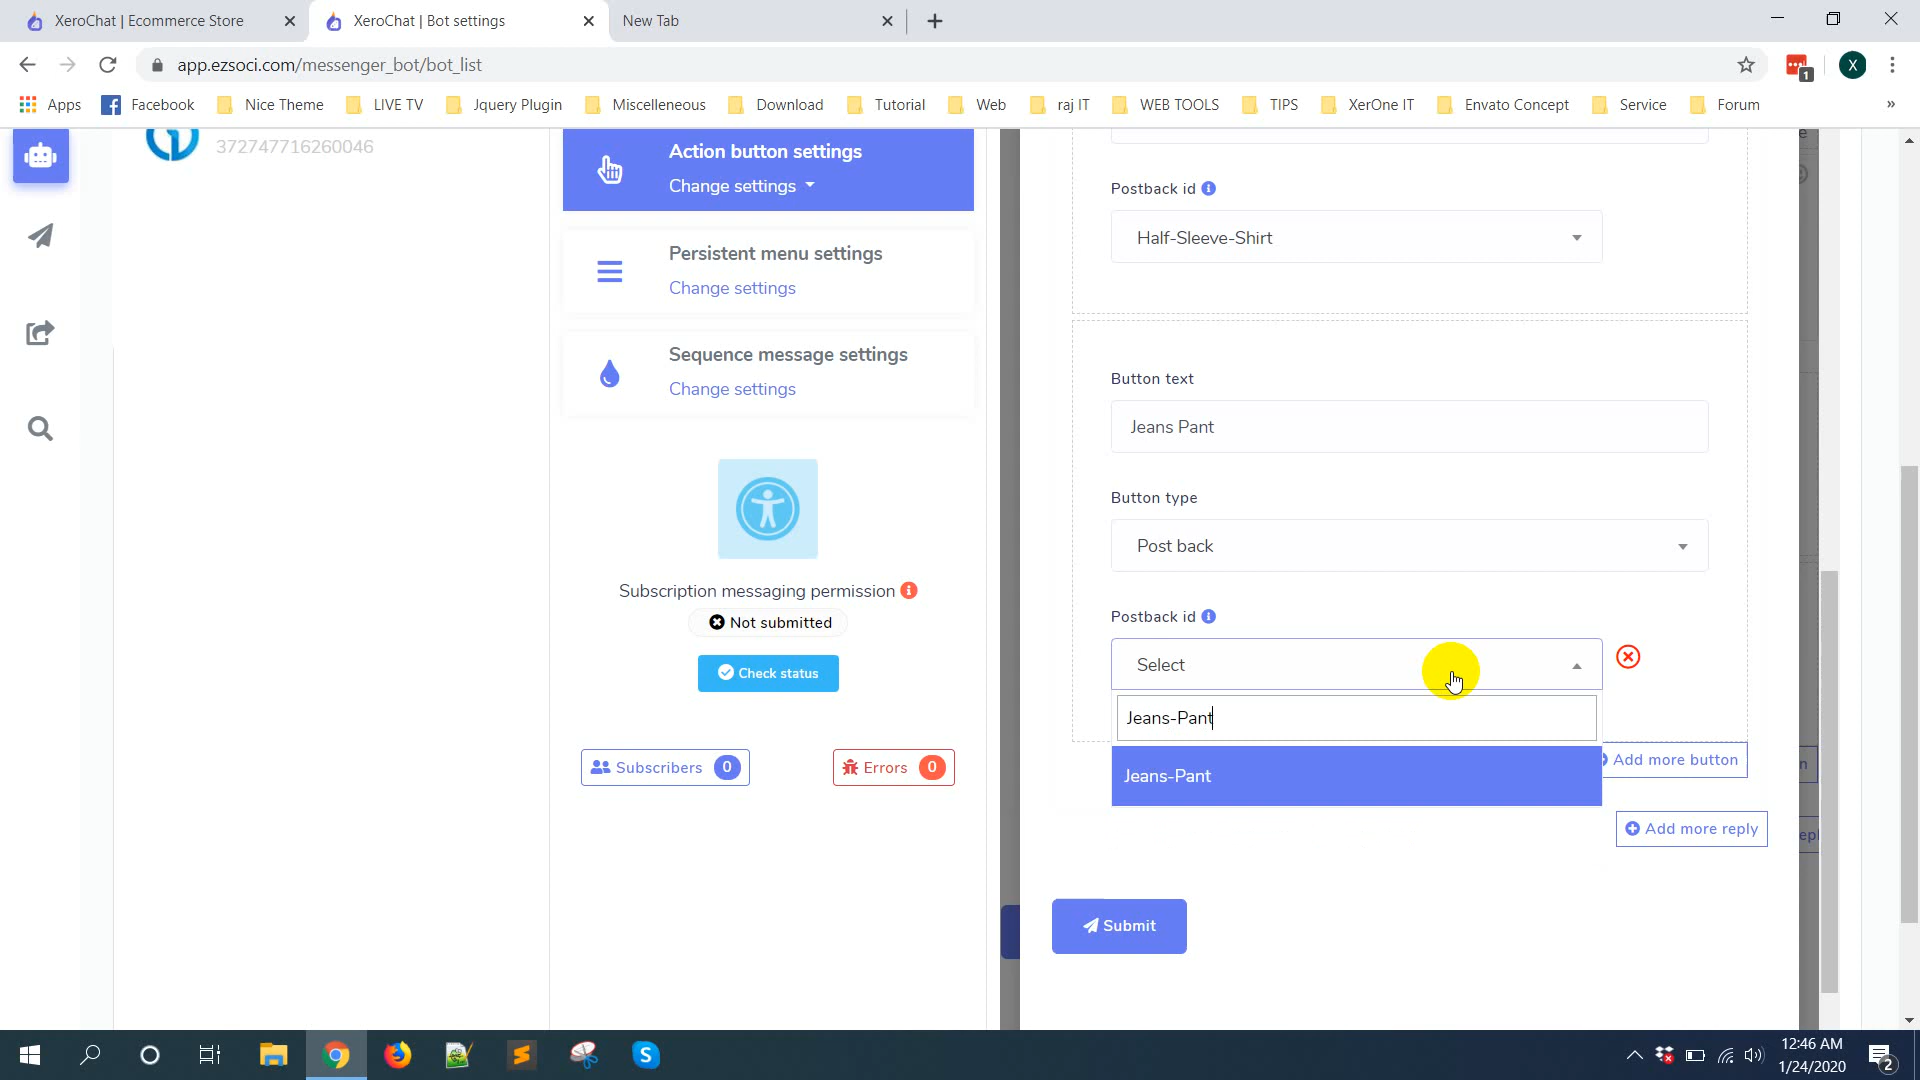 XeroChat | Ecommerce Store
XeroChat | Bot settings
New Tab
app.ezsoci.com/messenger_bot/bot_list
1
X
Apps
Facebook
Nice Theme
LIVE TV
Jquery Plugin
Miscelleneous
Download
Tutorial
Web
raj IT
WEB TOOLS
TIPS
XerOne IT
Envato Concept
Service
Forum
»
372747716260046
Action button settings
Change settings
Persistent menu settings
Change settings
Sequence message settings
Change settings
Subscription messaging permission
Not submitted
Check status
Subscribers 0
Errors 0
Postback id
Half-Sleeve-Shirt
Button text
Jeans Pant
Button type
Post back
Postback id
Select
Jeans-Pant
Jeans-Pant
Add more button
Add more reply
Submit
12:46 AM
1/24/2020
2